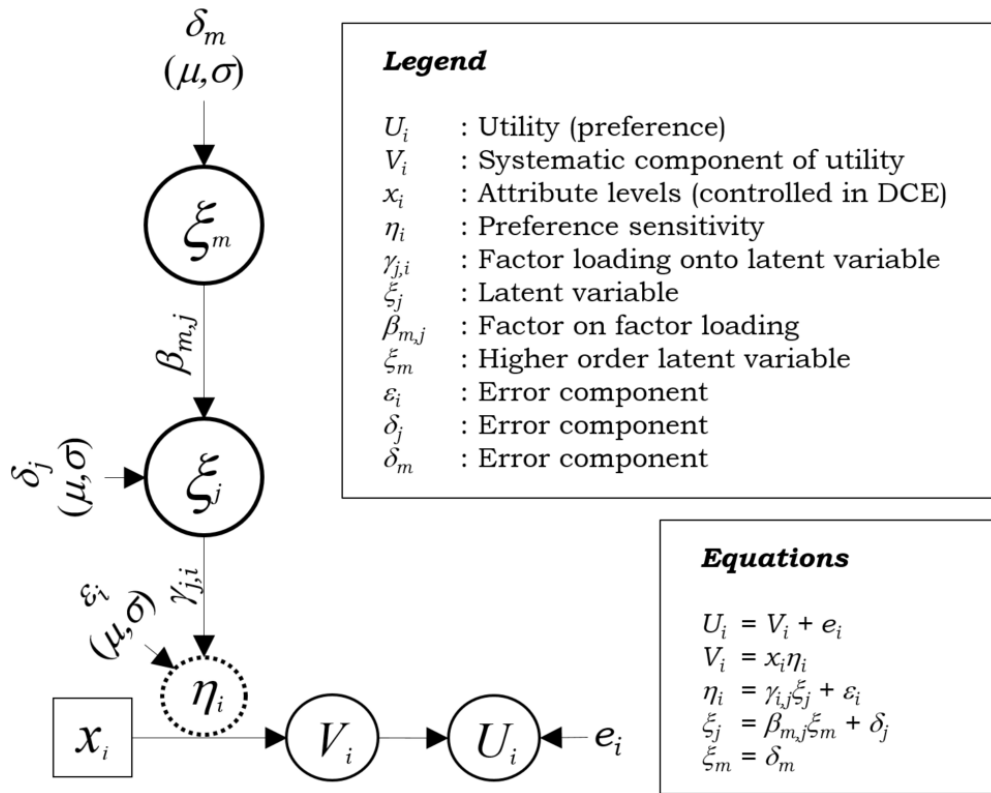 δm
(μ,σ)
ξm
βm,j
δj
(μ,σ)
ξj
γj,i
εi
(μ,σ)
ηi
xi
Vi
Ui
ei
Legend
Ui : Utility (preference)
Vi : Systematic component of utility
xi : Attribute levels (controlled in DCE)
ηi : Preference sensitivity
γj,i : Factor loading onto latent variable
ξj : Latent variable
βm,j : Factor on factor loading
ξm : Higher order latent variable
εi : Error component
δj : Error component
δm : Error component
Equations
Ui = Vi + ei
Vi = xiηi
ηi = γi,jξj + εi
ξj = βm,jξm + δj
ξm = δm